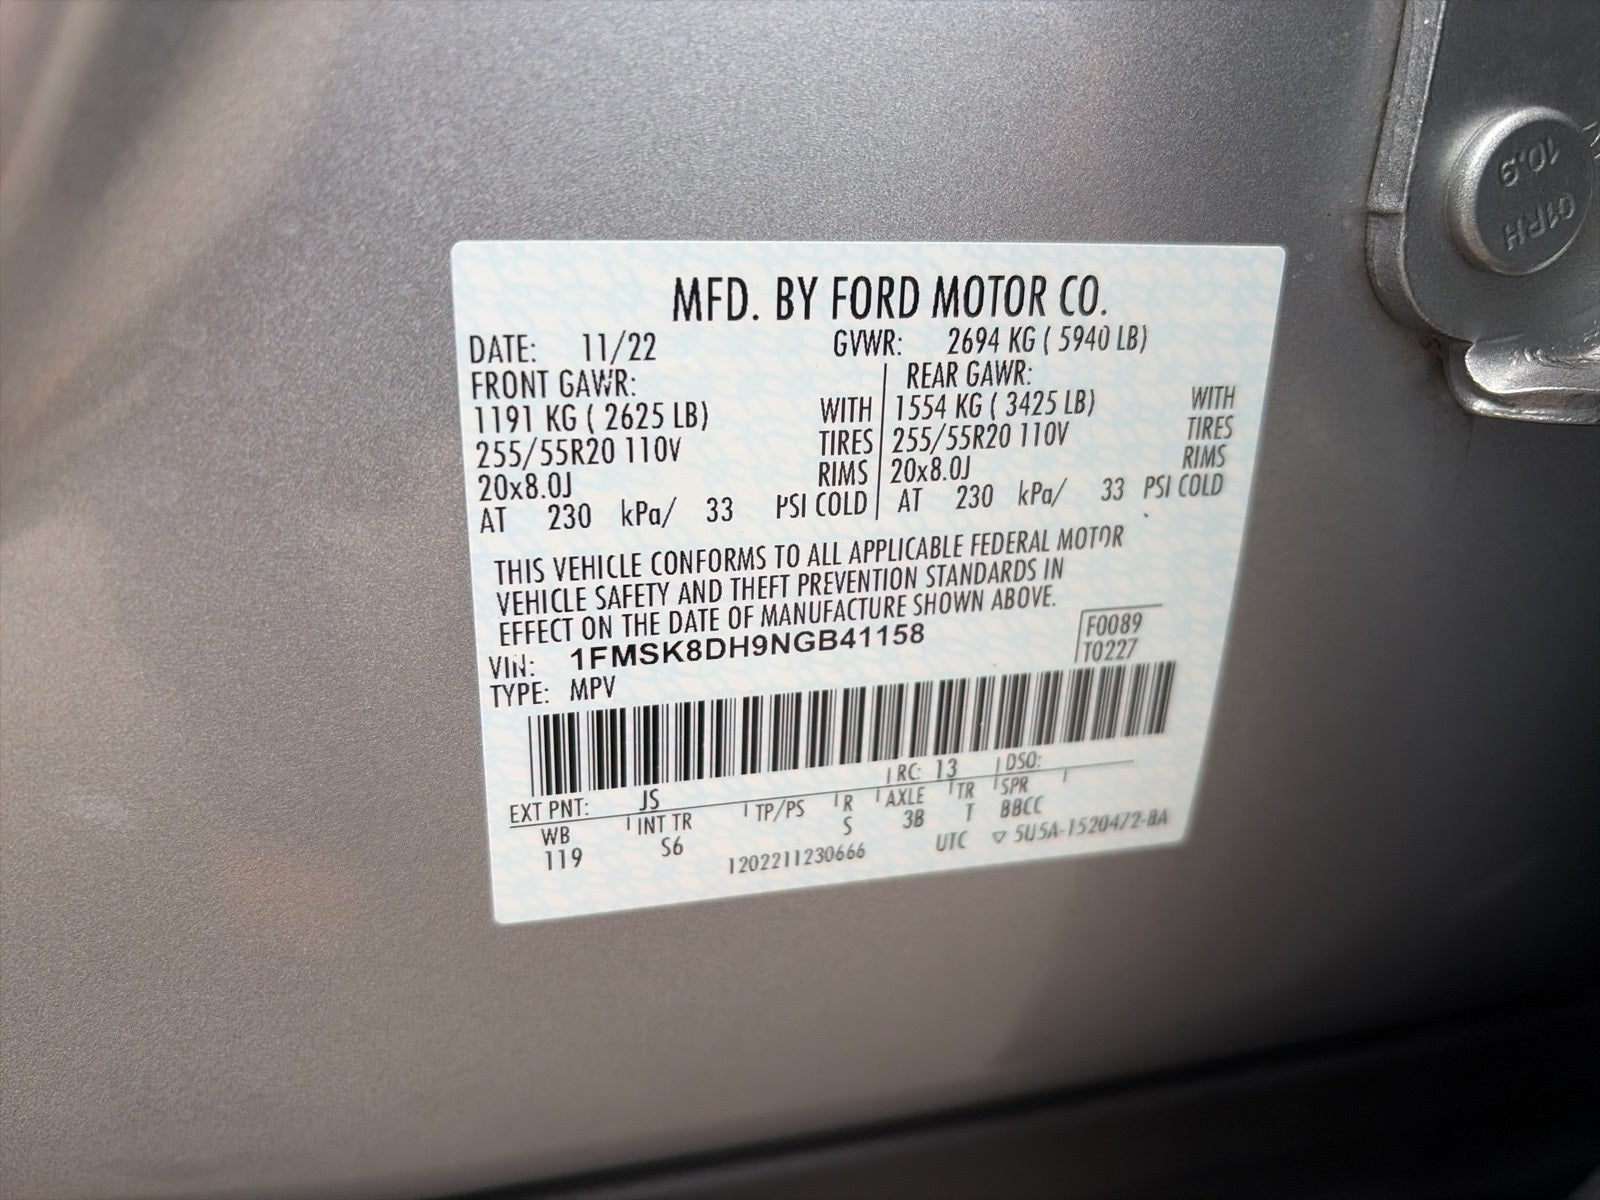 MFD. BY FORD MOTOR CO.
DATE: 11/22 GVWR: 2694 KG ( 5940 LB)
FRONT GAWR: REAR GAWR:
1191 KG ( 2625 LB) WITH 1554 KG ( 3425 LB) WITH
255/55R20 110V TIRES 255/55R20 110V TIRES
20x8.0J RIMS 20x8.0J RIMS
AT 230 kPa/ 33 PSI COLD AT 230 kPa/ 33 PSI COLD
THIS VEHICLE CONFORMS TO ALL APPLICABLE FEDERAL MOTOR
VEHICLE SAFETY AND THEFT PREVENTION STANDARDS IN
EFFECT ON THE DATE OF MANUFACTURE SHOWN ABOVE.
VIN: 1FMSK8DH9NGB41158 F0089
TYPE: MPV T0227
EXT PNT: JS RC: 13 DSO:
WB INT TR TP/PS R AXLE TR SPR
119 S6 S 3B T BBCC
1202211230666 UTC ▽ 5U5A-1520472-BA
10.9
01RH